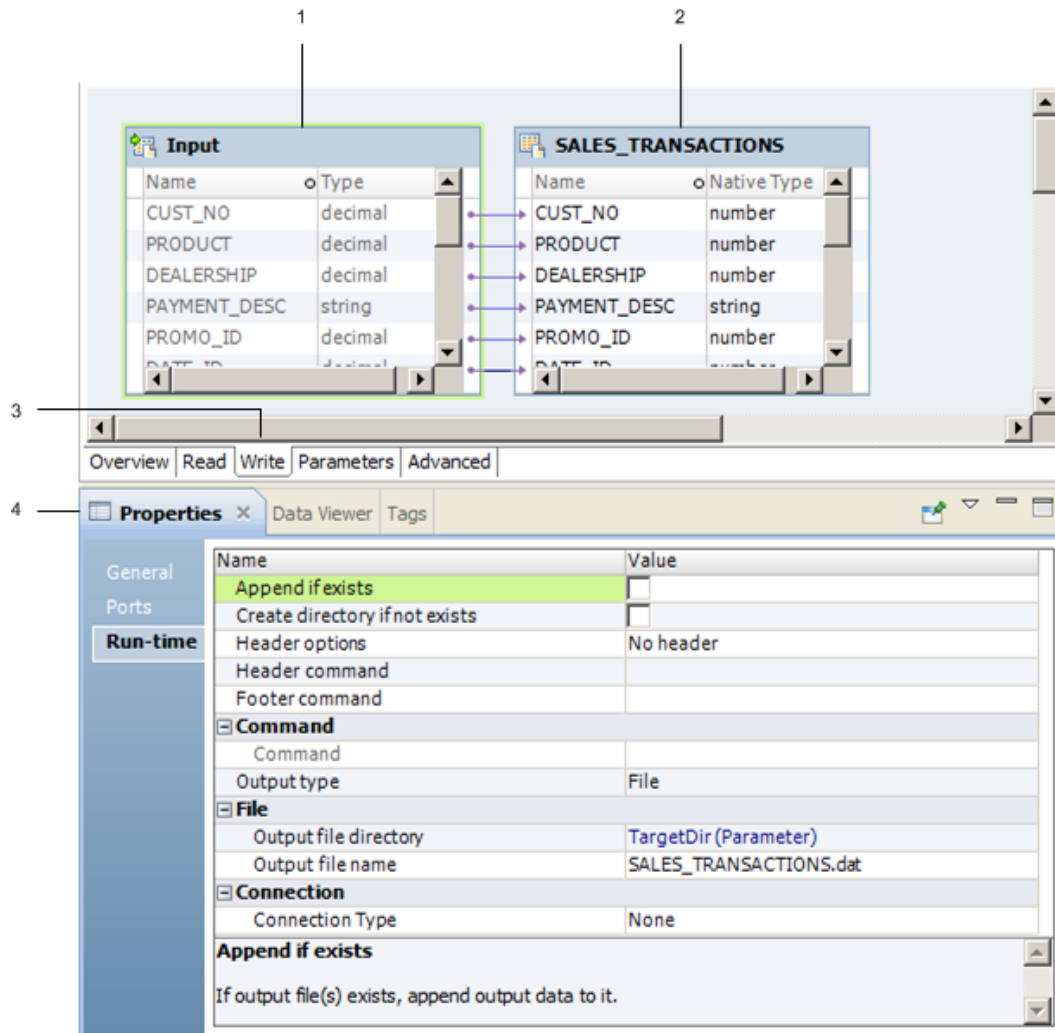 1 2
Input SALES_TRANSACTIONS
Name Type Name Native Type
CUST_NO decimal CUST_NO number
PRODUCT decimal PRODUCT number
DEALERSHIP decimal DEALERSHIP number
PAYMENT_DESC string PAYMENT_DESC string
PROMO_ID decimal PROMO_ID number
DATE_ID decimal DATE_ID number
3
Overview Read Write Parameters Advanced
4 Properties Data Viewer Tags
General
Ports
Run-time
Name Value
Append if exists
Create directory if not exists
Header options No header
Header command
Footer command
Command
Command
Output type File
File
Output file directory TargetDir (Parameter)
Output file name SALES_TRANSACTIONS.dat
Connection
Connection Type None
Append if exists
If output file(s) exists, append output data to it.